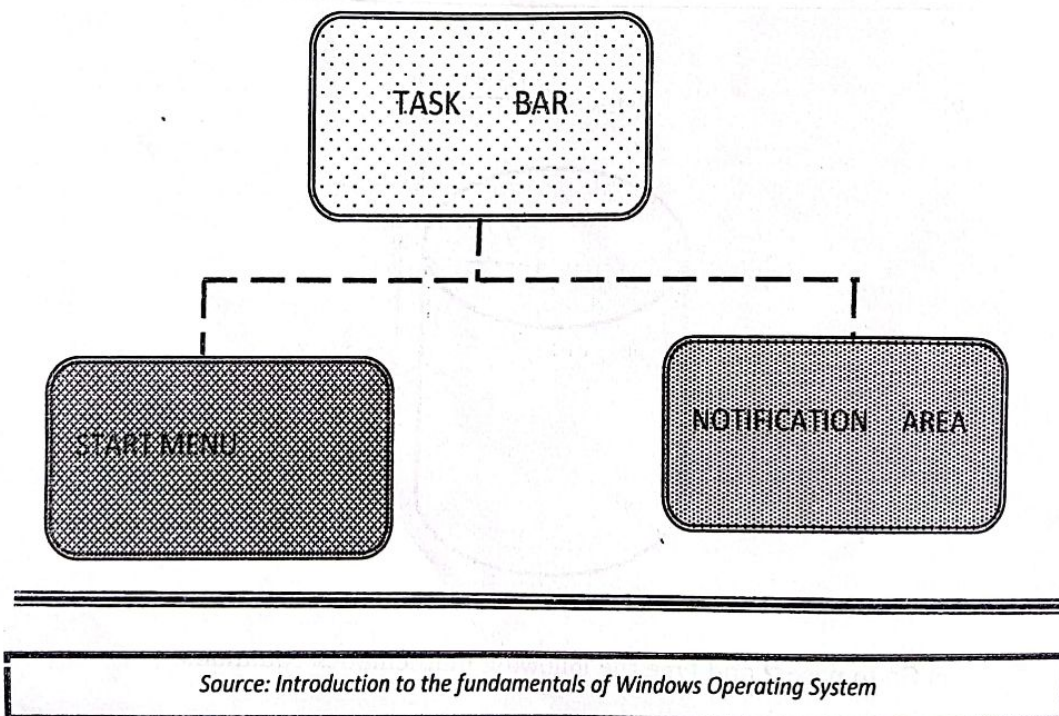 TASK BAR
START MENU
NOTIFICATION AREA
Source: Introduction to the fundamentals of Windows Operating System